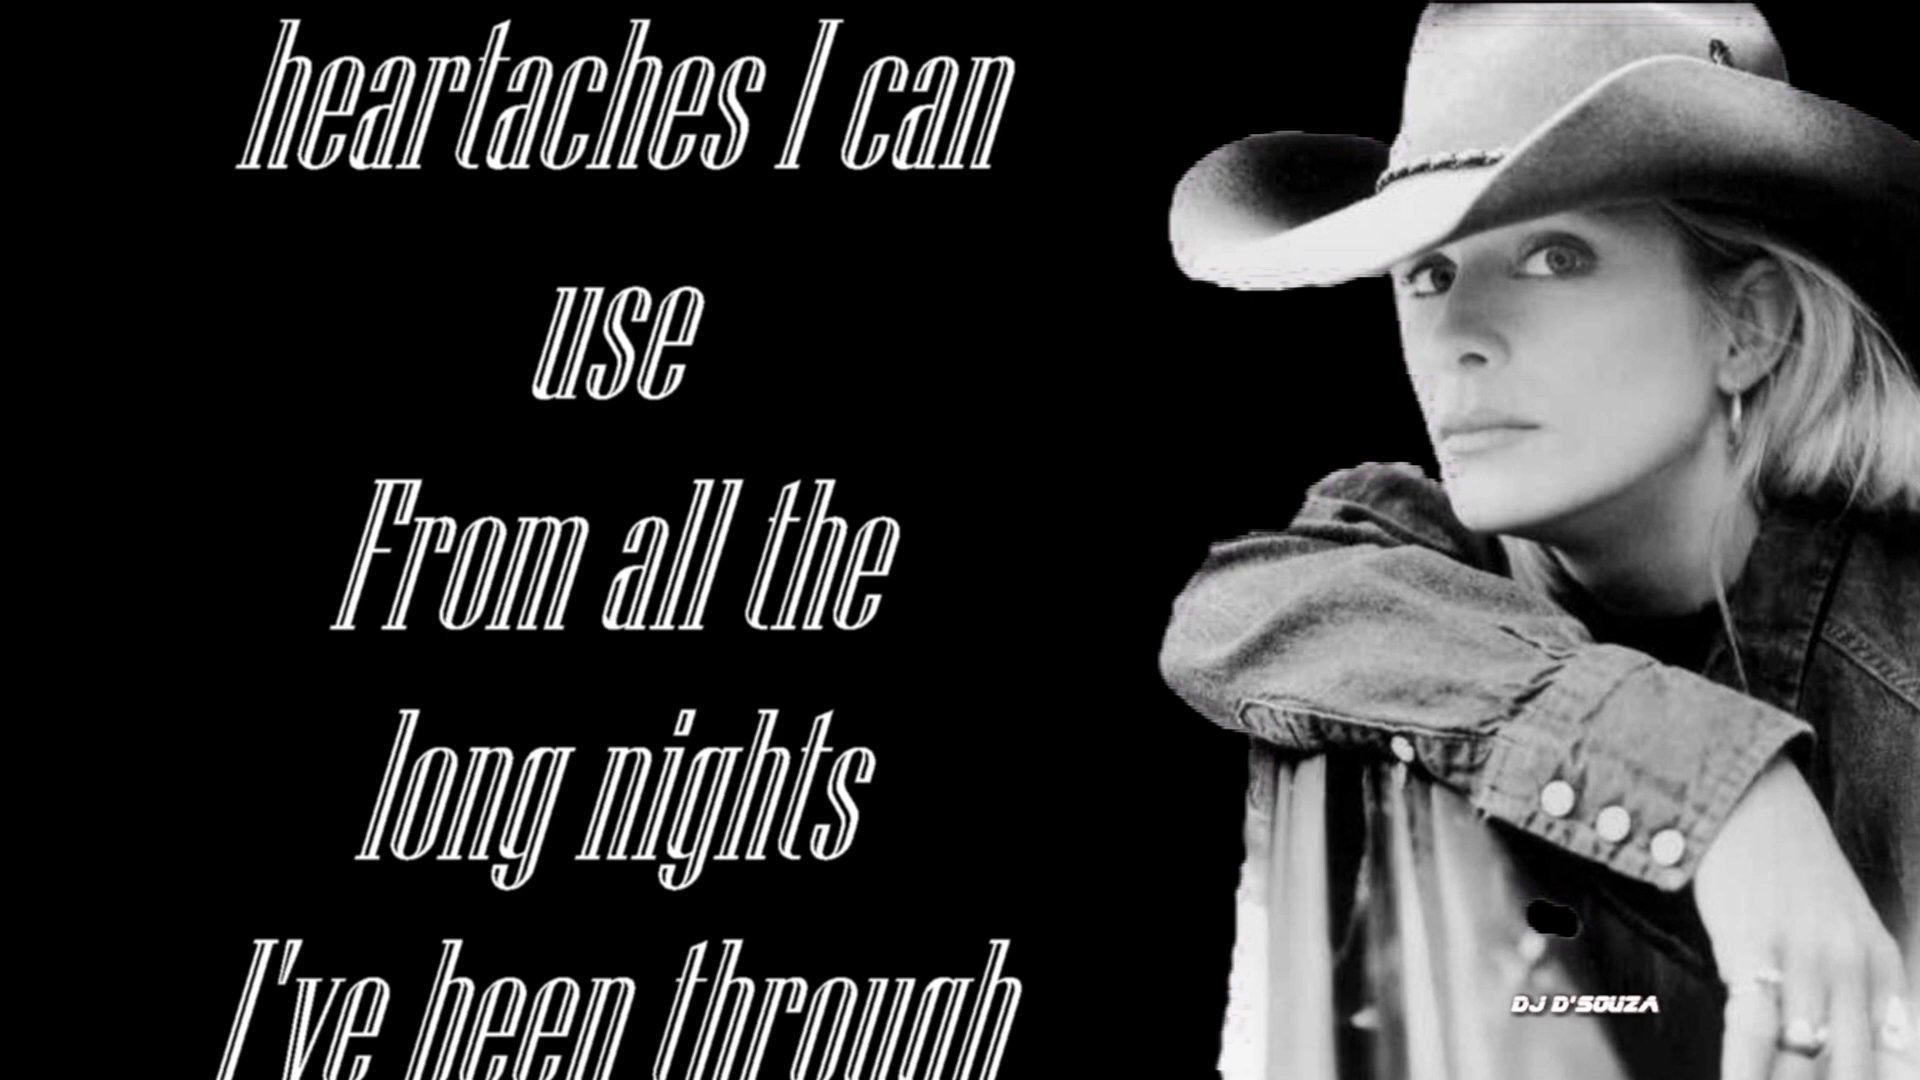 heartaches I can
use
From all the
long nights
I've been through
DJ D'SOUZA